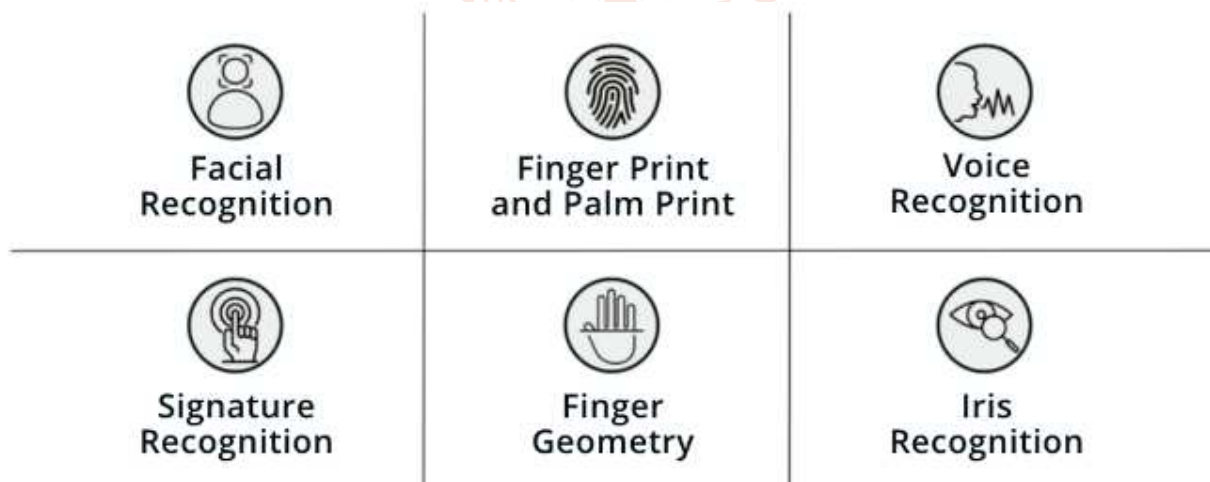 Facial
Recognition
Finger Print
and Palm Print
Voice
Recognition
Signature
Recognition
Finger
Geometry
Iris
Recognition